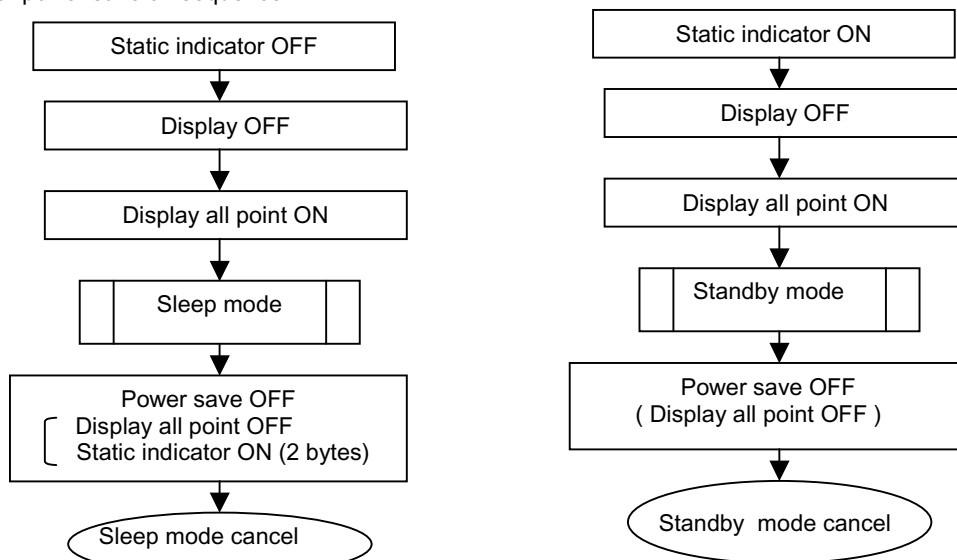 Static indicator OFF
Display OFF
Display all point ON
Sleep mode
Power save OFF
Display all point OFF
Static indicator ON (2 bytes)
Sleep mode cancel
Static indicator ON
Display OFF
Display all point ON
Standby mode
Power save OFF
( Display all point OFF )
Standby mode cancel